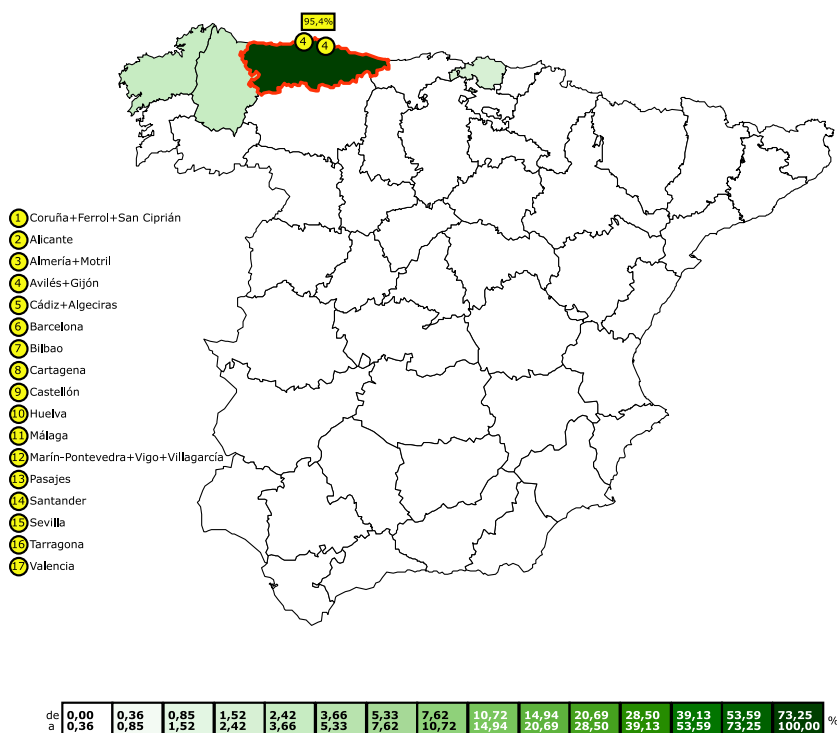 95,4%
4
4
1 Coruña+Ferrol+San Ciprián
2 Alicante
3 Almería+Motril
4 Avilés+Gijón
5 Cádiz+Algeciras
6 Barcelona
7 Bilbao
8 Cartagena
9 Castellón
10 Huelva
11 Málaga
12 Marín-Pontevedra+Vigo+Villagarcía
13 Pasajes
14 Santander
15 Sevilla
16 Tarragona
17 Valencia
de 0,00 0,36 0,85 1,52 2,42 3,66 5,33 7,62 10,72 14,94 20,69 28,50 39,13 53,59 73,25 %
a 0,36 0,85 1,52 2,42 3,66 5,33 7,62 10,72 14,94 20,69 28,50 39,13 53,59 73,25 100,00